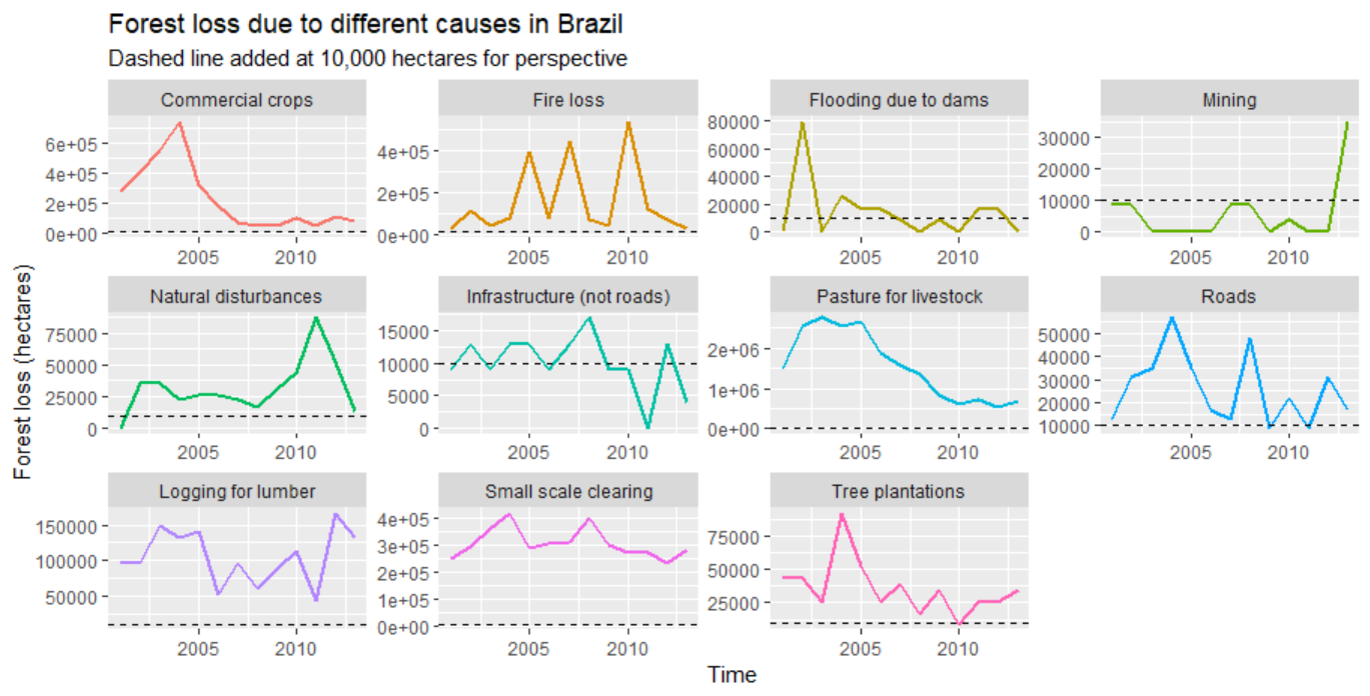 Forest loss due to different causes in Brazil
Dashed line added at 10,000 hectares for perspective
Commercial crops
6e+05
4e+05
2e+05
0e+00
2005 2010
Fire loss
4e+05
2e+05
0e+00
2005 2010
Flooding due to dams
80000
60000
40000
20000
0
2005 2010
Mining
30000
20000
10000
0
2005 2010
Forest loss (hectares)
Natural disturbances
75000
50000
25000
0
2005 2010
Infrastructure (not roads)
15000
10000
5000
0
2005 2010
Pasture for livestock
2e+06
1e+06
0e+00
2005 2010
Roads
50000
40000
30000
20000
10000
2005 2010
Logging for lumber
150000
100000
50000
2005 2010
Small scale clearing
4e+05
3e+05
2e+05
1e+05
0e+00
2005 2010
Tree plantations
75000
50000
25000
2005 2010
Time